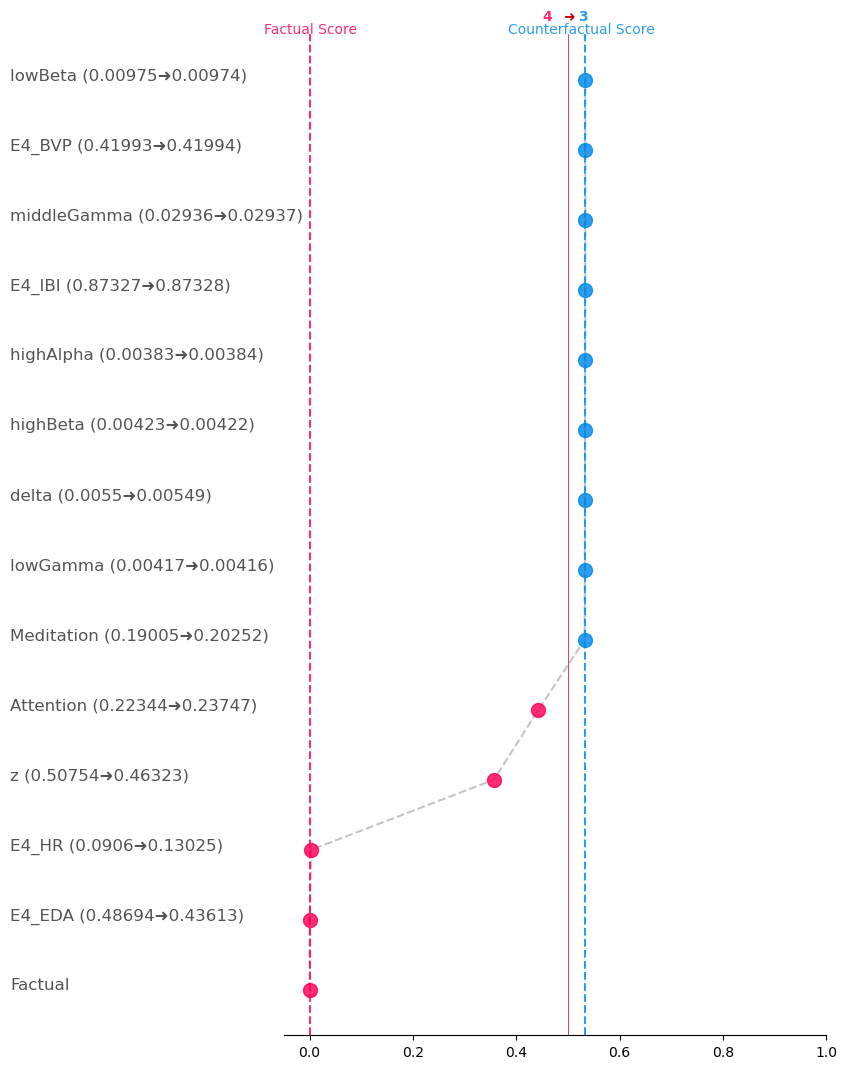 4 ➜ 3
Factual Score Counterfactual Score
lowBeta (0.00975➜0.00974)
E4_BVP (0.41993➜0.41994)
middleGamma (0.02936➜0.02937)
E4_IBI (0.87327➜0.87328)
highAlpha (0.00383➜0.00384)
highBeta (0.00423➜0.00422)
delta (0.0055➜0.00549)
lowGamma (0.00417➜0.00416)
Meditation (0.19005➜0.20252)
Attention (0.22344➜0.23747)
z (0.50754➜0.46323)
E4_HR (0.0906➜0.13025)
E4_EDA (0.48694➜0.43613)
Factual
0.0 0.2 0.4 0.6 0.8 1.0